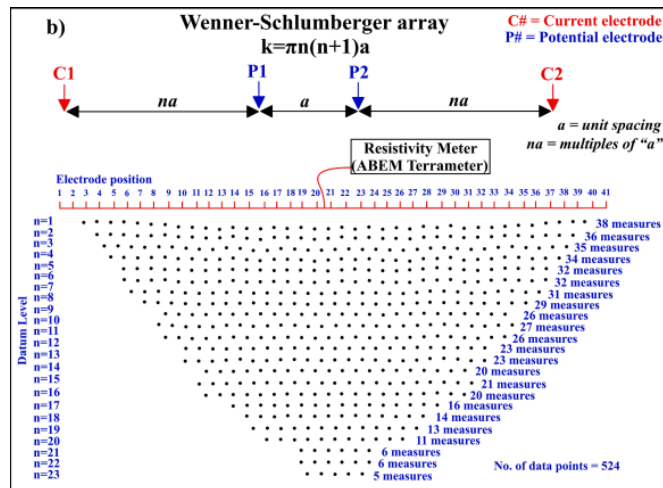 b)
Wenner-Schlumberger array
k=πn(n+1)a
C# = Current electrode
P# = Potential electrode
C1
P1
P2
C2
na
a
na
a = unit spacing
na = multiples of “a”
Resistivity Meter
(ABEM Terrameter)
Electrode position
1 2 3 4 5 6 7 8 9 10 11 12 13 14 15 16 17 18 19 20 21 22 23 24 25 26 27 28 29 30 31 32 33 34 35 36 37 38 39 40 41
Datum Level
n=1 38 measures
n=2 36 measures
n=3 35 measures
n=4 34 measures
n=5 32 measures
n=6 32 measures
n=7 31 measures
n=8 29 measures
n=9 26 measures
n=10 27 measures
n=11 26 measures
n=12 23 measures
n=13 23 measures
n=14 20 measures
n=15 21 measures
n=16 20 measures
n=17 16 measures
n=18 14 measures
n=19 13 measures
n=20 11 measures
n=21 6 measures
n=22 6 measures
n=23 5 measures
No. of data points = 524